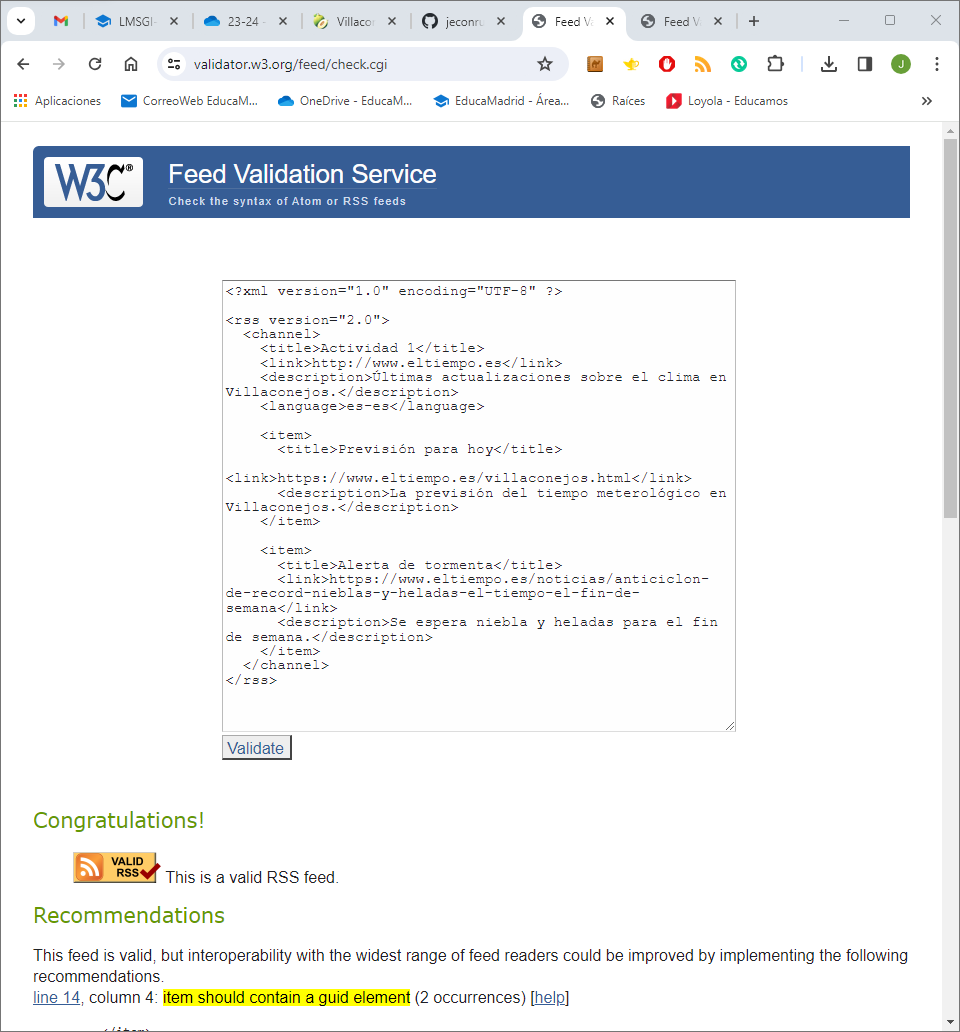 LMSGI-
23-24 -
Villaco
jeconru
Feed Va
Feed Va
validator.w3.org/feed/check.cgi
J
Aplicaciones
CorreoWeb EducaM...
OneDrive - EducaM...
EducaMadrid - Área...
Raíces
Loyola - Educamos
W3C®
Feed Validation Service
Check the syntax of Atom or RSS feeds
<?xml version="1.0" encoding="UTF-8" ?>
<rss version="2.0">
<channel>
<title>Actividad 1</title>
<link>http://www.eltiempo.es</link>
<description>Últimas actualizaciones sobre el clima en
Villaconejos.</description>
<language>es-es</language>
<item>
<title>Previsión para hoy</title>
<link>https://www.eltiempo.es/villaconejos.html</link>
<description>La previsión del tiempo meterológico en
Villaconejos.</description>
</item>
<item>
<title>Alerta de tormenta</title>
<link>https://www.eltiempo.es/noticias/anticiclon-
de-record-nieblas-y-heladas-el-tiempo-el-fin-de-
semana</link>
<description>Se espera niebla y heladas para el fin
de semana.</description>
</item>
</channel>
</rss>
Validate
Congratulations!
VALID
RSS
This is a valid RSS feed.
Recommendations
This feed is valid, but interoperability with the widest range of feed readers could be improved by implementing the following
recommendations.
line 14, column 4: item should contain a guid element (2 occurrences) [help]
</item>